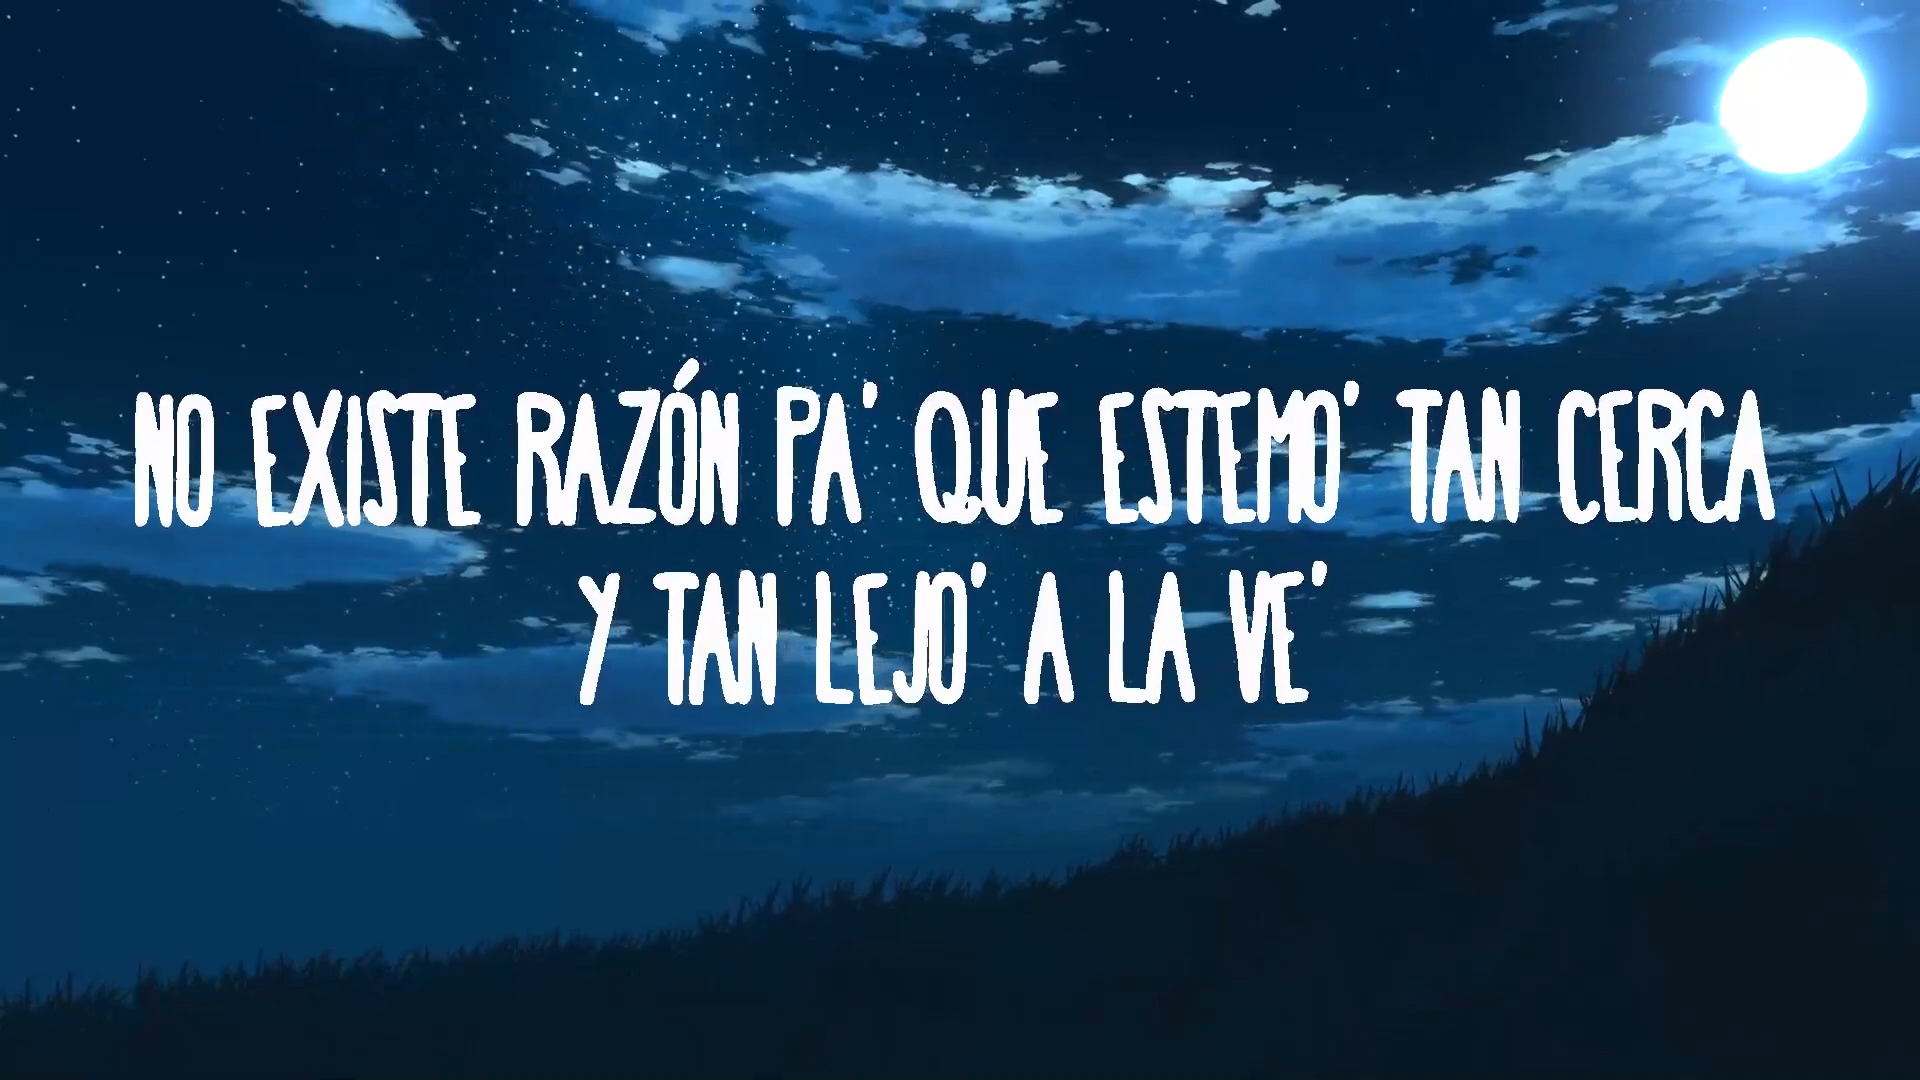 NO EXISTE RAZÓN PA' QUE ESTEMO' TAN CERCA
Y TAN LEJO' A LA VE'